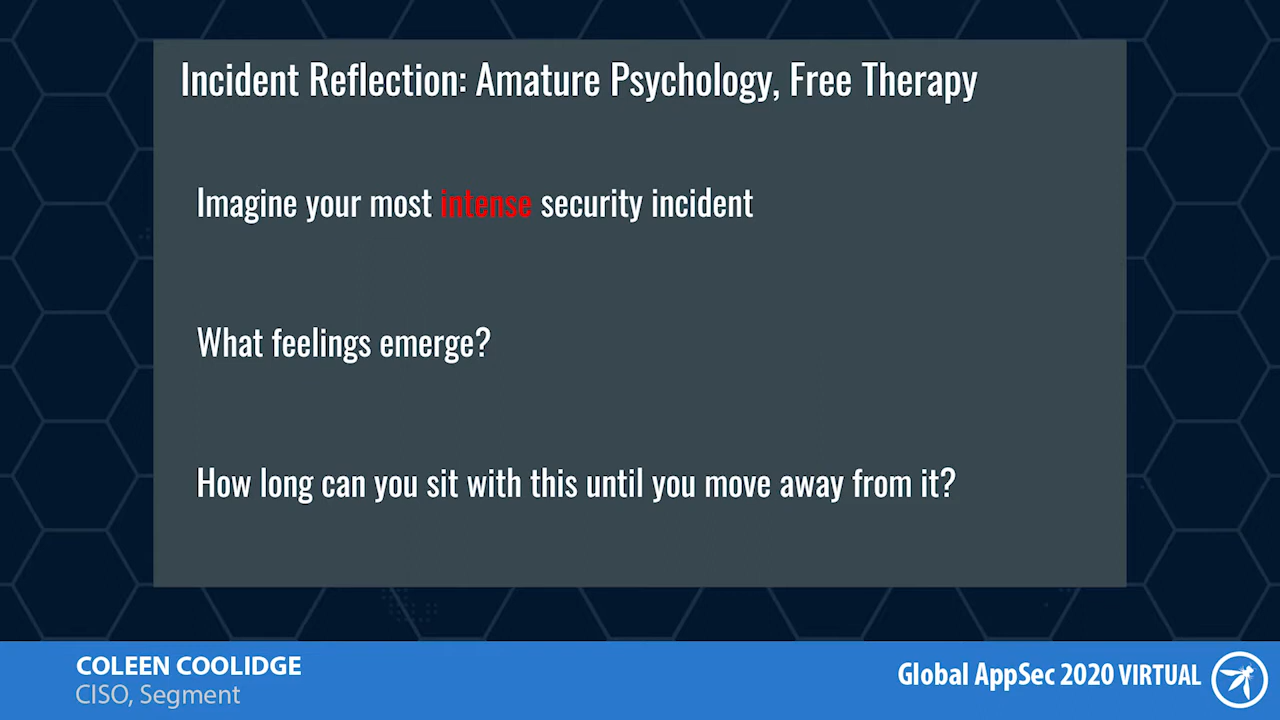 Incident Reflection: Amature Psychology, Free Therapy
Imagine your most intense security incident
What feelings emerge?
How long can you sit with this until you move away from it?
COLEEN COOLIDGE
CISO, Segment
Global AppSec 2020 VIRTUAL